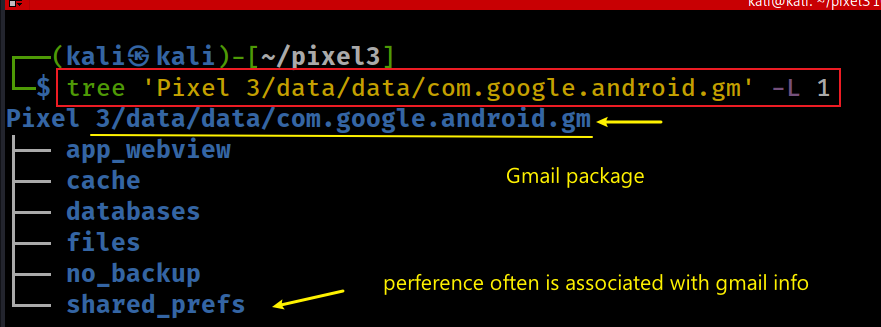 kali@kali: ~/pixel3 1
(kali㉿kali)-[~/pixel3]
$ tree 'Pixel 3/data/data/com.google.android.gm' -L 1
Pixel 3/data/data/com.google.android.gm
├── app_webview
├── cache
Gmail package
├── databases
├── files
├── no_backup
perference often is associated with gmail info
└── shared_prefs